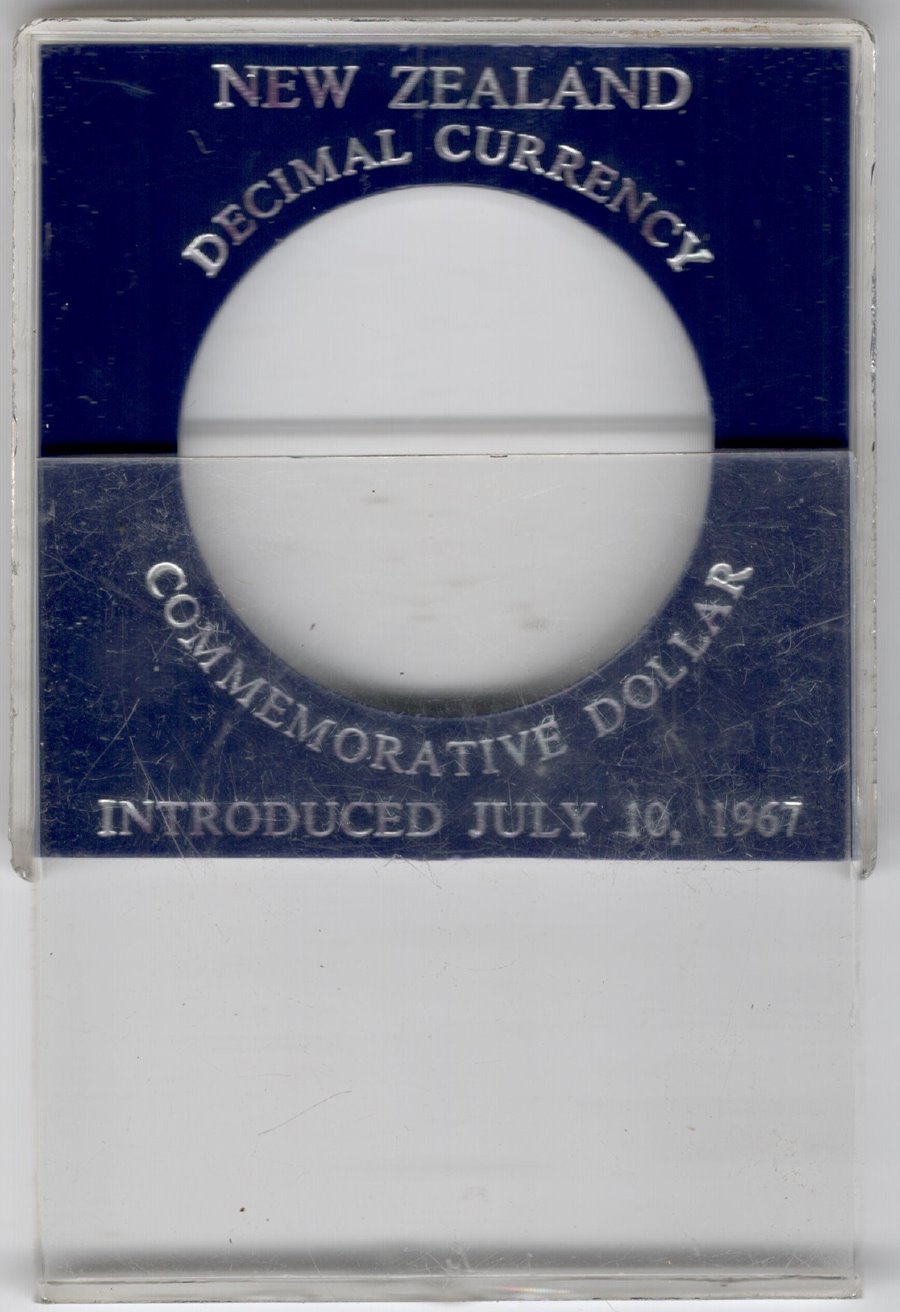 NEW ZEALAND
DECIMAL CURRENCY
COMMEMORATIVE DOLLAR
INTRODUCED JULY 10, 1967